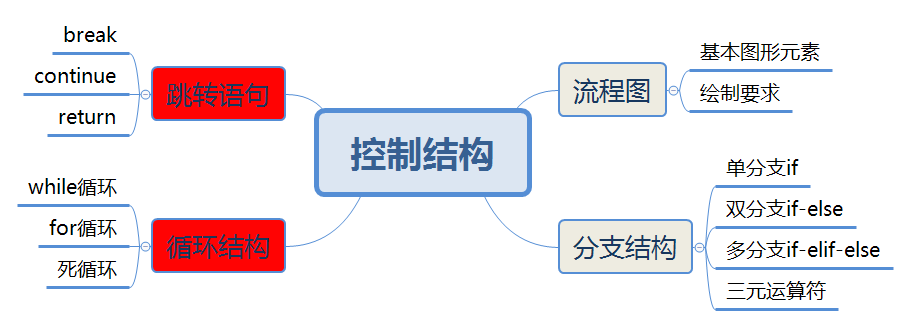 控制结构
流程图
基本图形元素
绘制要求
分支结构
单分支if
双分支if-else
多分支if-elif-else
三元运算符
跳转语句
break
continue
return
循环结构
while循环
for循环
死循环